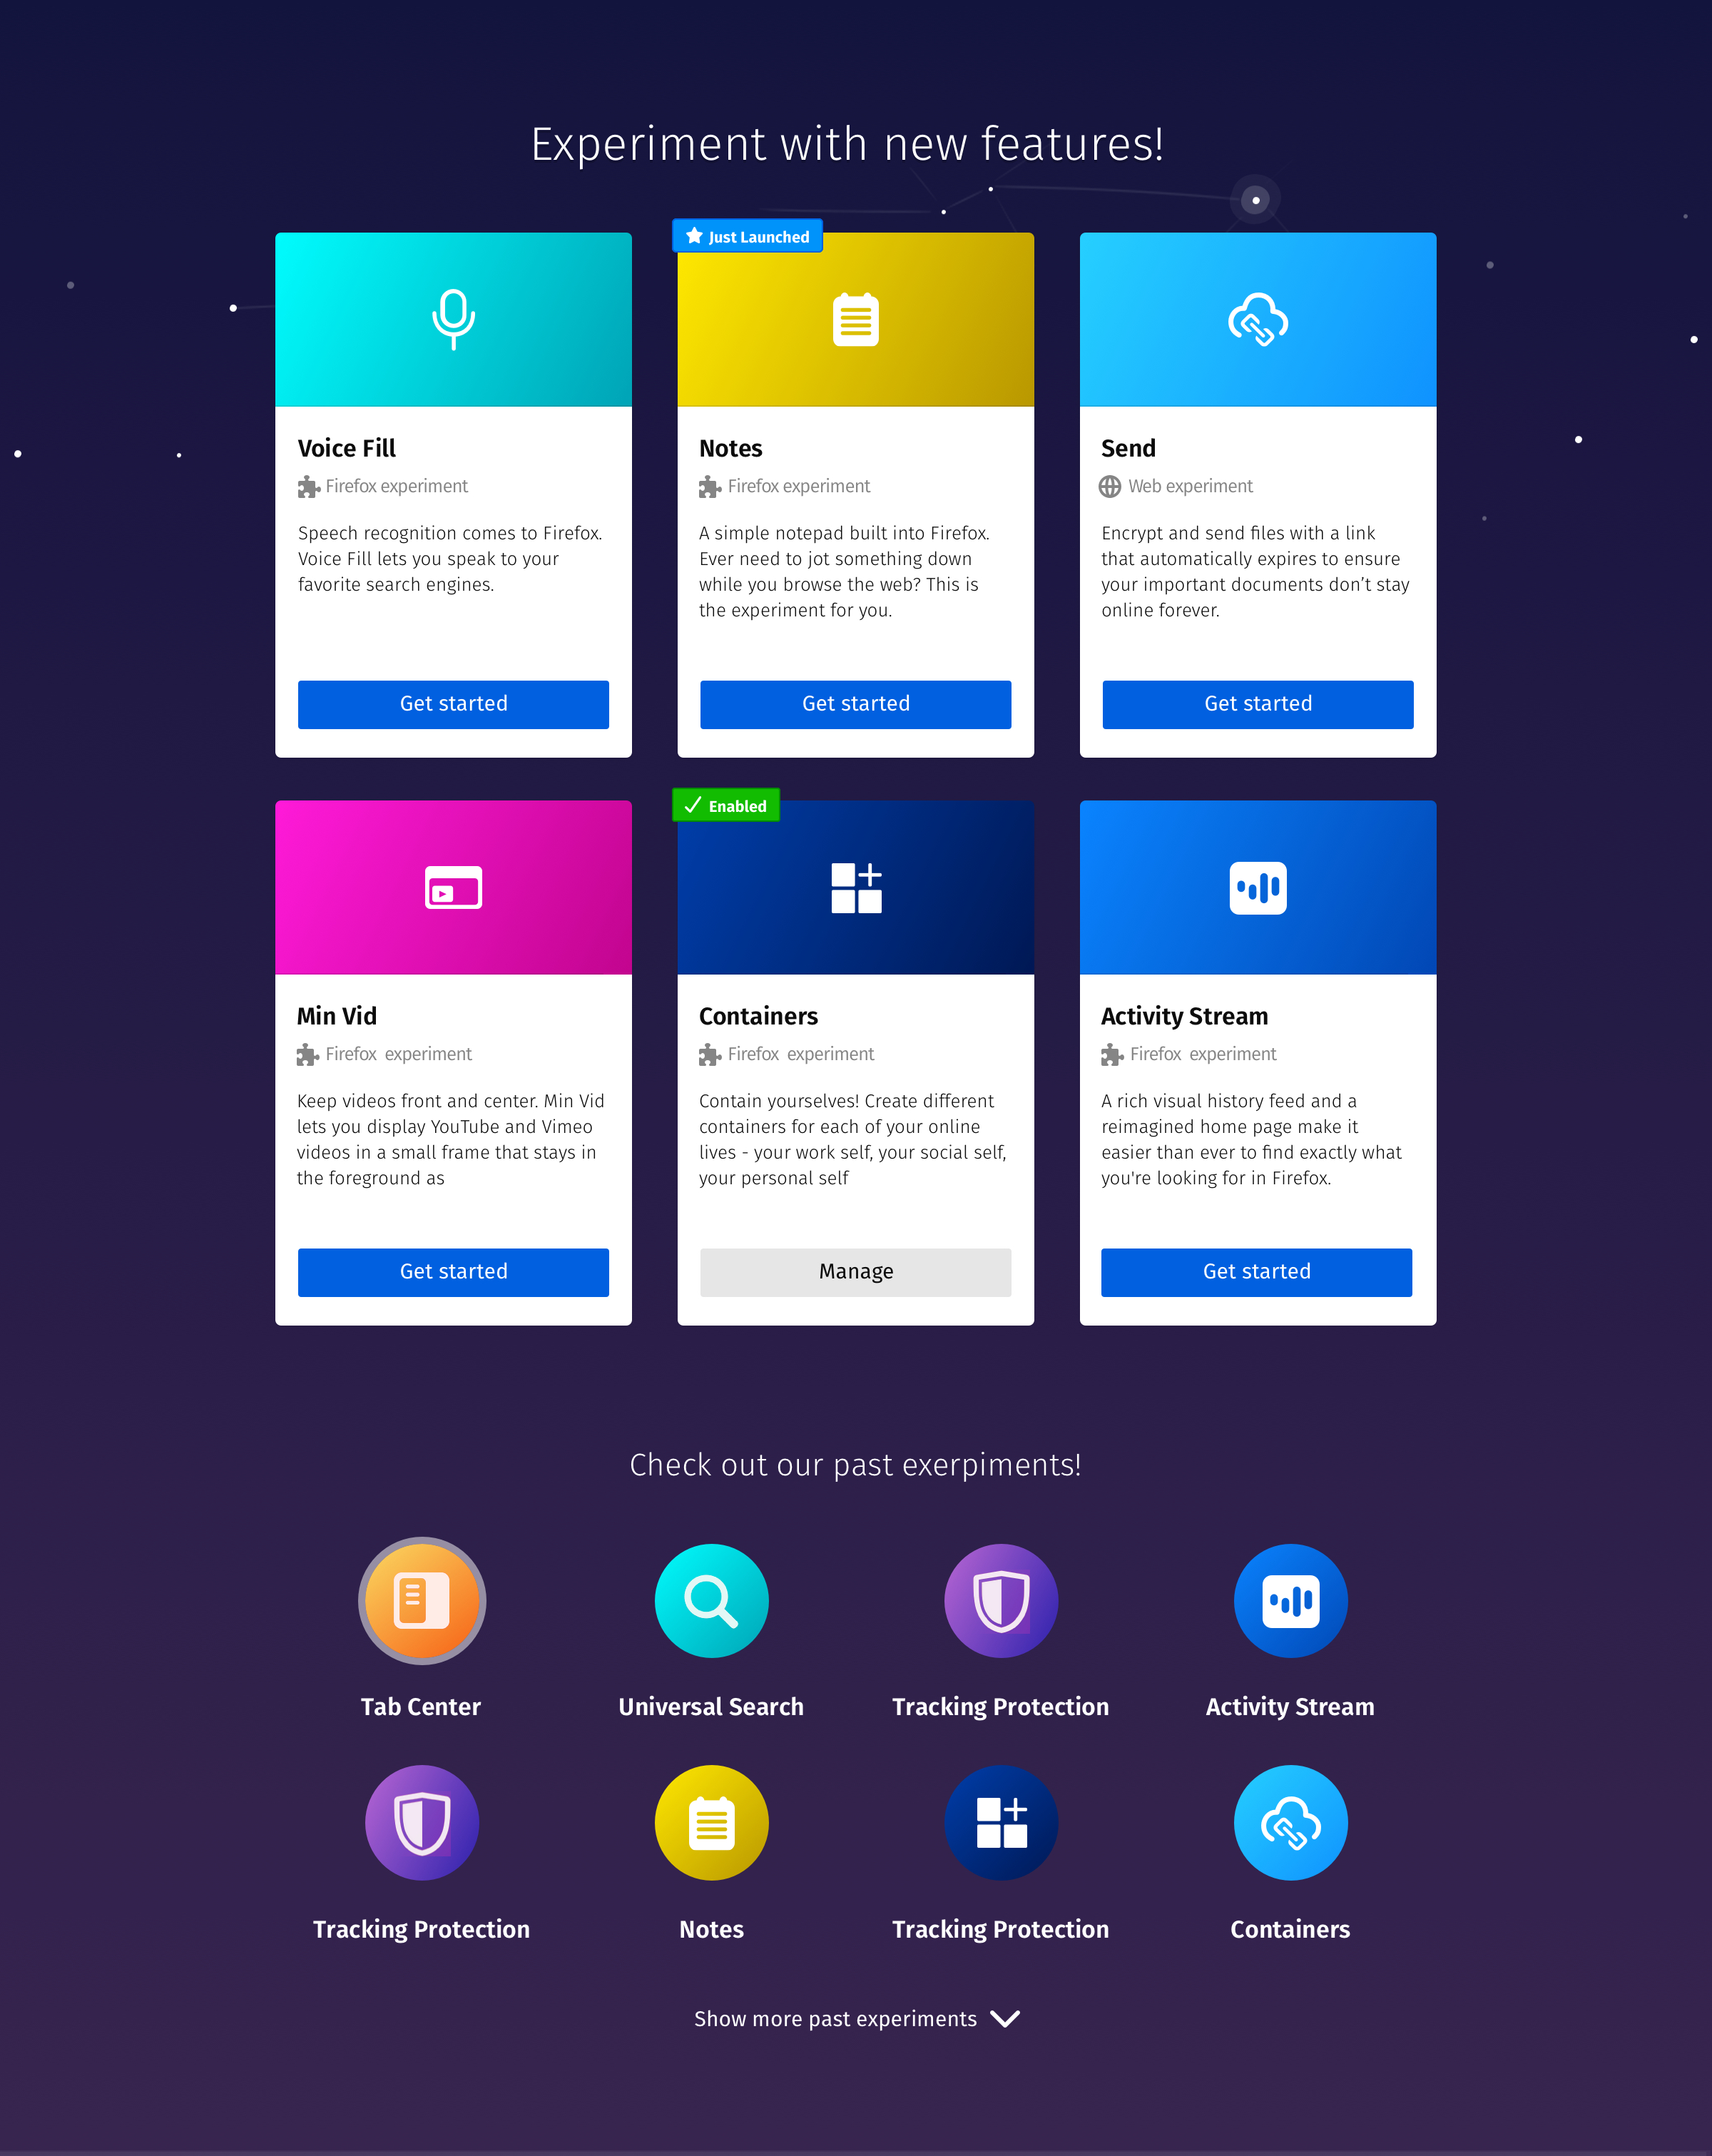 Experiment with new features!
Voice Fill
Firefox experiment
Speech recognition comes to Firefox.
Voice Fill lets you speak to your
favorite search engines.
Get started
Just Launched
Notes
Firefox experiment
A simple notepad built into Firefox.
Ever need to jot something down
while you browse the web? This is
the experiment for you.
Get started
Send
Web experiment
Encrypt and send files with a link
that automatically expires to ensure
your important documents don’t stay
online forever.
Get started
Min Vid
Firefox experiment
Keep videos front and center. Min Vid
lets you display YouTube and Vimeo
videos in a small frame that stays in
the foreground as
Get started
Enabled
Containers
Firefox experiment
Contain yourselves! Create different
containers for each of your online
lives - your work self, your social self,
your personal self
Manage
Activity Stream
Firefox experiment
A rich visual history feed and a
reimagined home page make it
easier than ever to find exactly what
you're looking for in Firefox.
Get started
Check out our past exerpiments!
Tab Center
Universal Search
Tracking Protection
Activity Stream
Tracking Protection
Notes
Tracking Protection
Containers
Show more past experiments